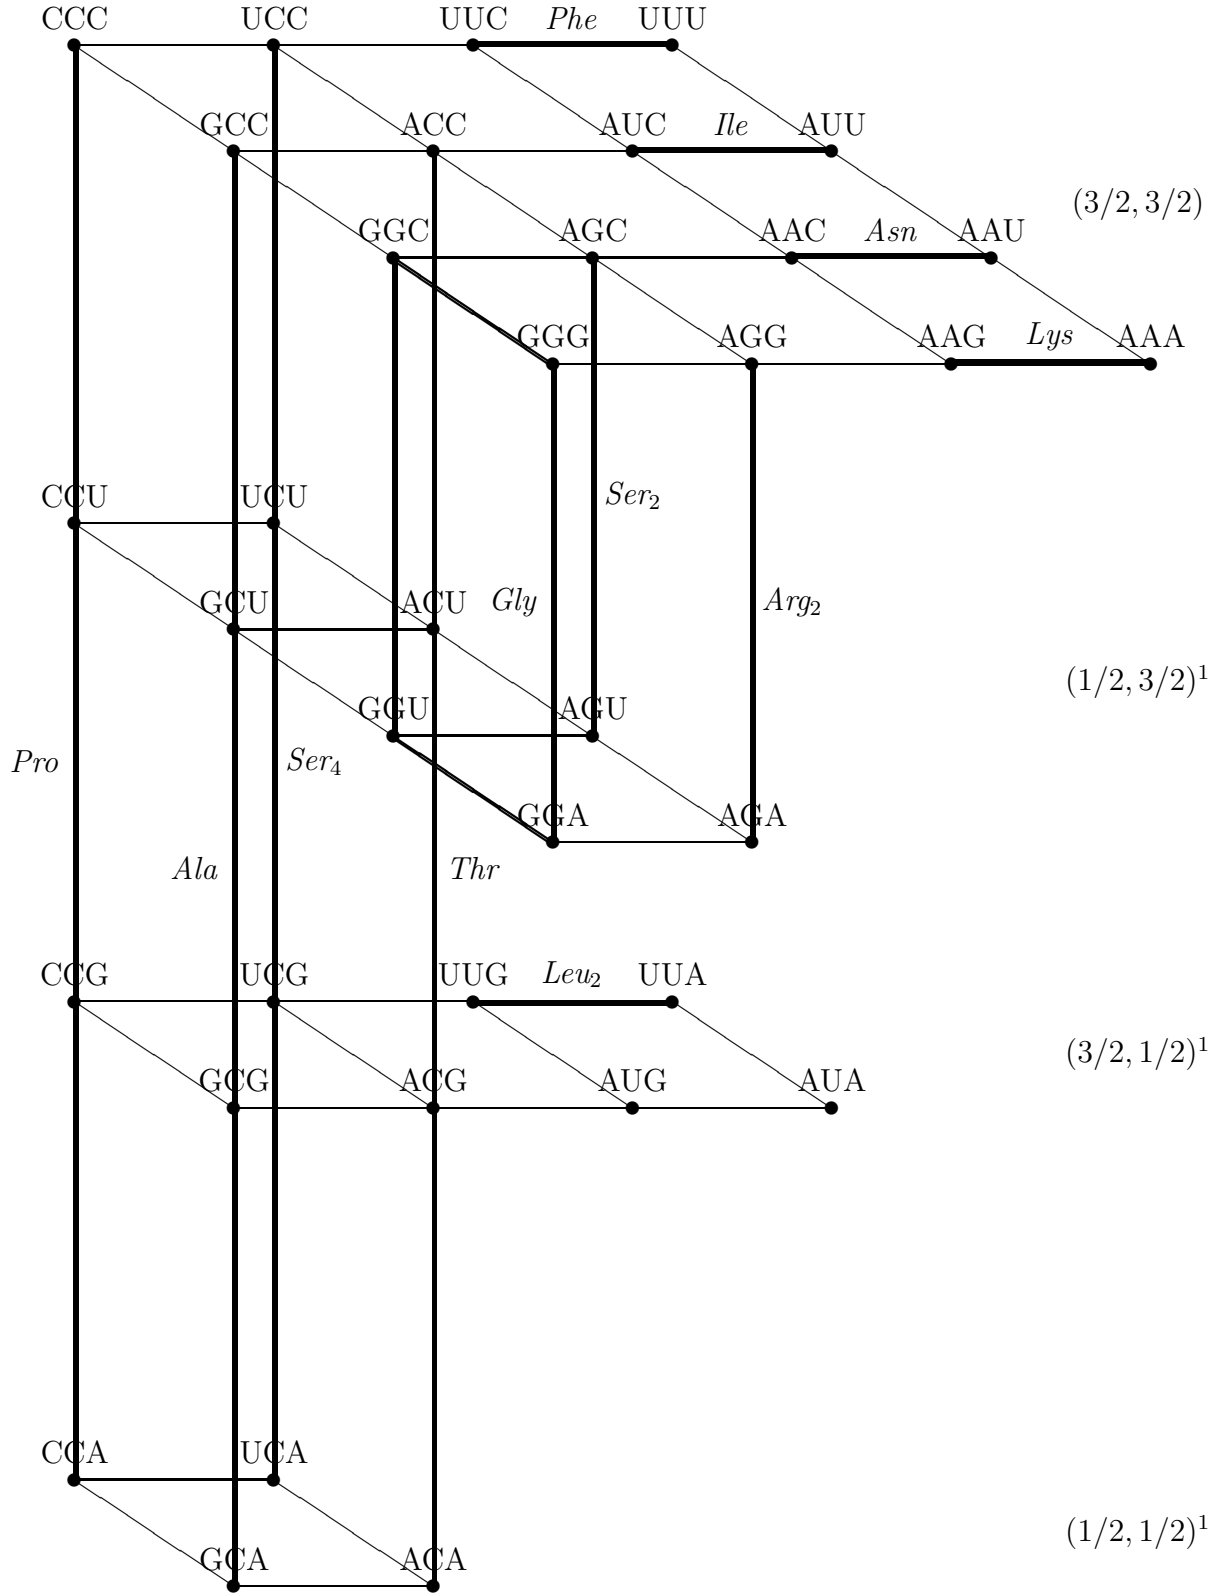 CCC UCC UUC Phe UUU
GCC ACC AUC Ile AUU
(3/2, 3/2)
GGC AGC AAC Asn AAU
GGG AGG AAG Lys AAA
CCU UCU Ser2
GCU ACU Gly Arg2
(1/2, 3/2)1
GGU AGU
Pro Ser4
GGA AGA
Ala Thr
CCG UCG UUG Leu2 UUA
(3/2, 1/2)1
GCG ACG AUG AUA
CCA UCA
(1/2, 1/2)1
GCA ACA